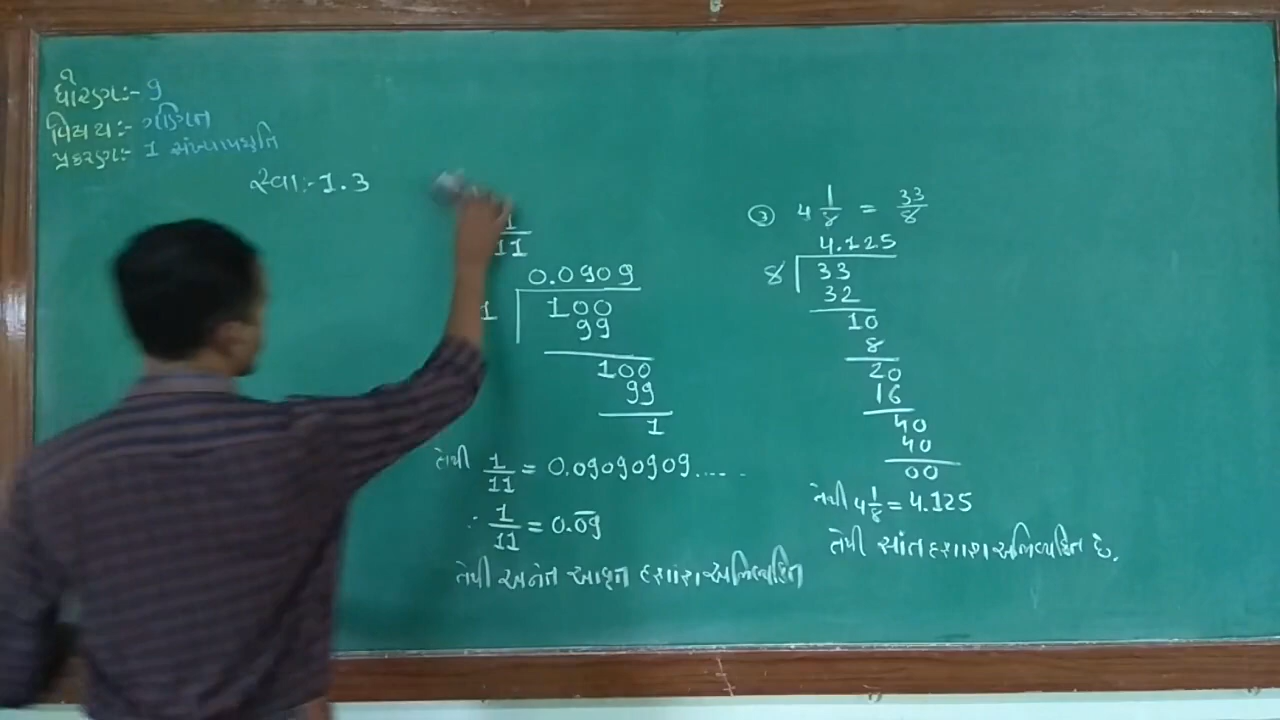 ધોરણ:- 9
વિષય:- ગણિત
પ્રકરણ:- 1 સંખ્યાપદ્ધતિ
સ્વા:- 1.3
1/11
0.0909
1 100
99
100
99
1
તેથી 1/11 = 0.09090909.....
∴ 1/11 = 0.0̅9̅
તેથી અનંત આવૃત દશાંશ અભિવ્યક્તિ
③ 4 1/8 = 33/8
4.125
8 33
32
10
8
20
16
40
40
00
તેથી 4 1/8 = 4.125
તેથી સાંત દશાંશ અભિવ્યક્તિ છે.